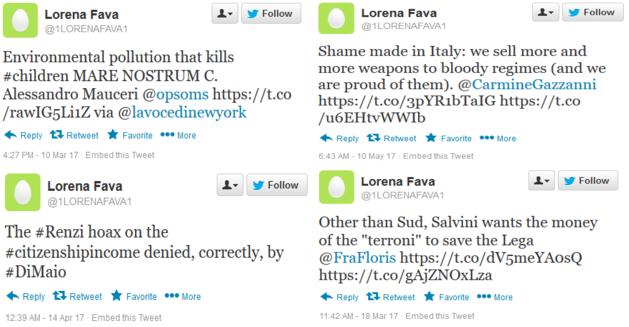 Lorena Fava
@1LORENAFAVA1
Follow
Environmental pollution that kills
#children MARE NOSTRUM C.
Alessandro Mauceri @opsoms https://t.co
/rawIG5Li1Z via @lavocedinewyork
Reply Retweet Favorite More
4:27 PM - 10 Mar 17 · Embed this Tweet
Lorena Fava
@1LORENAFAVA1
Follow
Shame made in Italy: we sell more and
more weapons to bloody regimes (and we
are proud of them). @CarmineGazzanni
https://t.co/3pYR1bTaIG https://t.co
/u6EHtvWWIb
Reply Retweet Favorite More
6:43 AM - 10 May 17 · Embed this Tweet
Lorena Fava
@1LORENAFAVA1
Follow
The #Renzi hoax on the
#citizenshipincome denied, correctly, by
#DiMaio
Reply Retweet Favorite More
12:39 AM - 14 Apr 17 · Embed this Tweet
Lorena Fava
@1LORENAFAVA1
Follow
Other than Sud, Salvini wants the money
of the "terroni" to save the Lega
@FraFloris https://t.co/dV5meYAosQ
https://t.co/gAjZNOxLza
Reply Retweet Favorite More
11:42 AM - 18 Mar 17 · Embed this Tweet